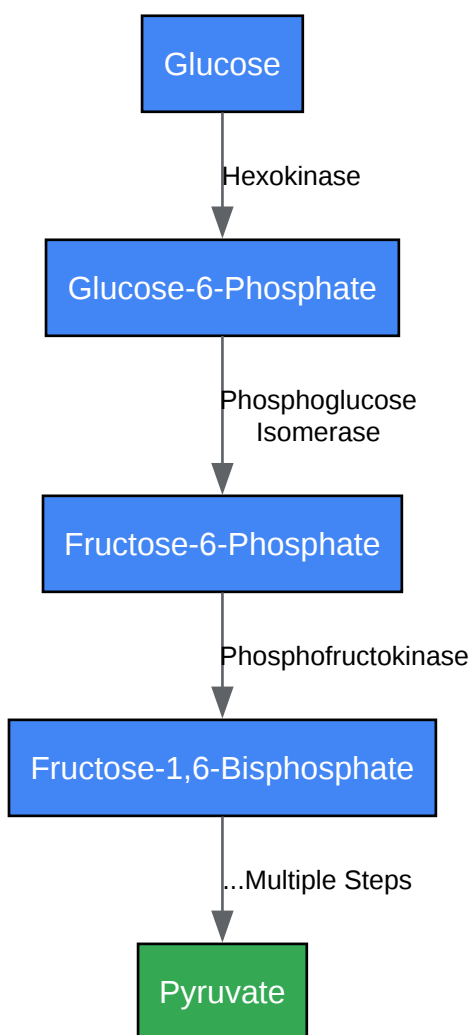 Glucose
Hexokinase
Glucose-6-Phosphate
Phosphoglucose
Isomerase
Fructose-6-Phosphate
Phosphofructokinase
Fructose-1,6-Bisphosphate
...Multiple Steps
Pyruvate